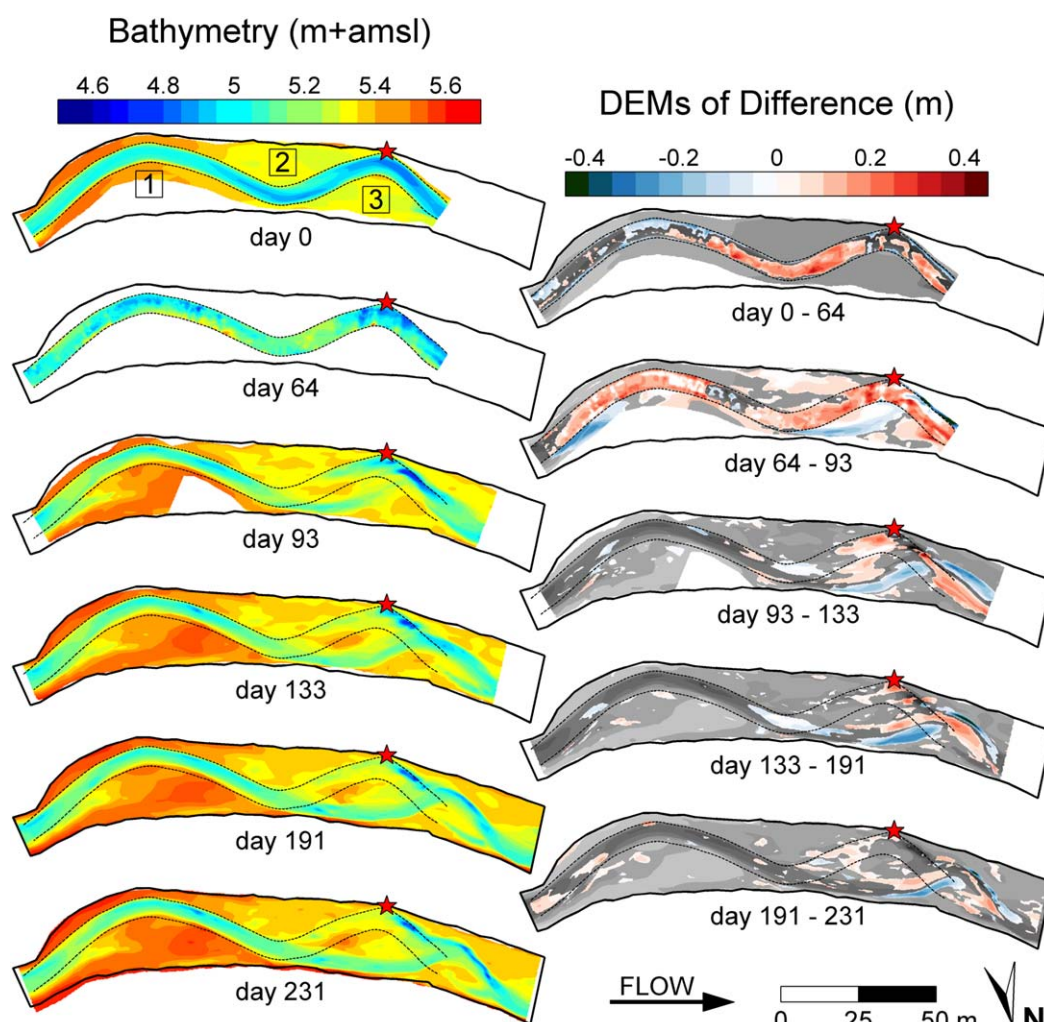 Bathymetry (m+amsl)
4.6 4.8 5 5.2 5.4 5.6
1
2
3
day 0
day 64
day 93
day 133
day 191
day 231
DEMs of Difference (m)
-0.4 -0.2 0 0.25 0.4
day 0 - 64
day 64 - 93
day 93 - 133
day 133 - 191
day 191 - 231
FLOW
0 25 50 m
N